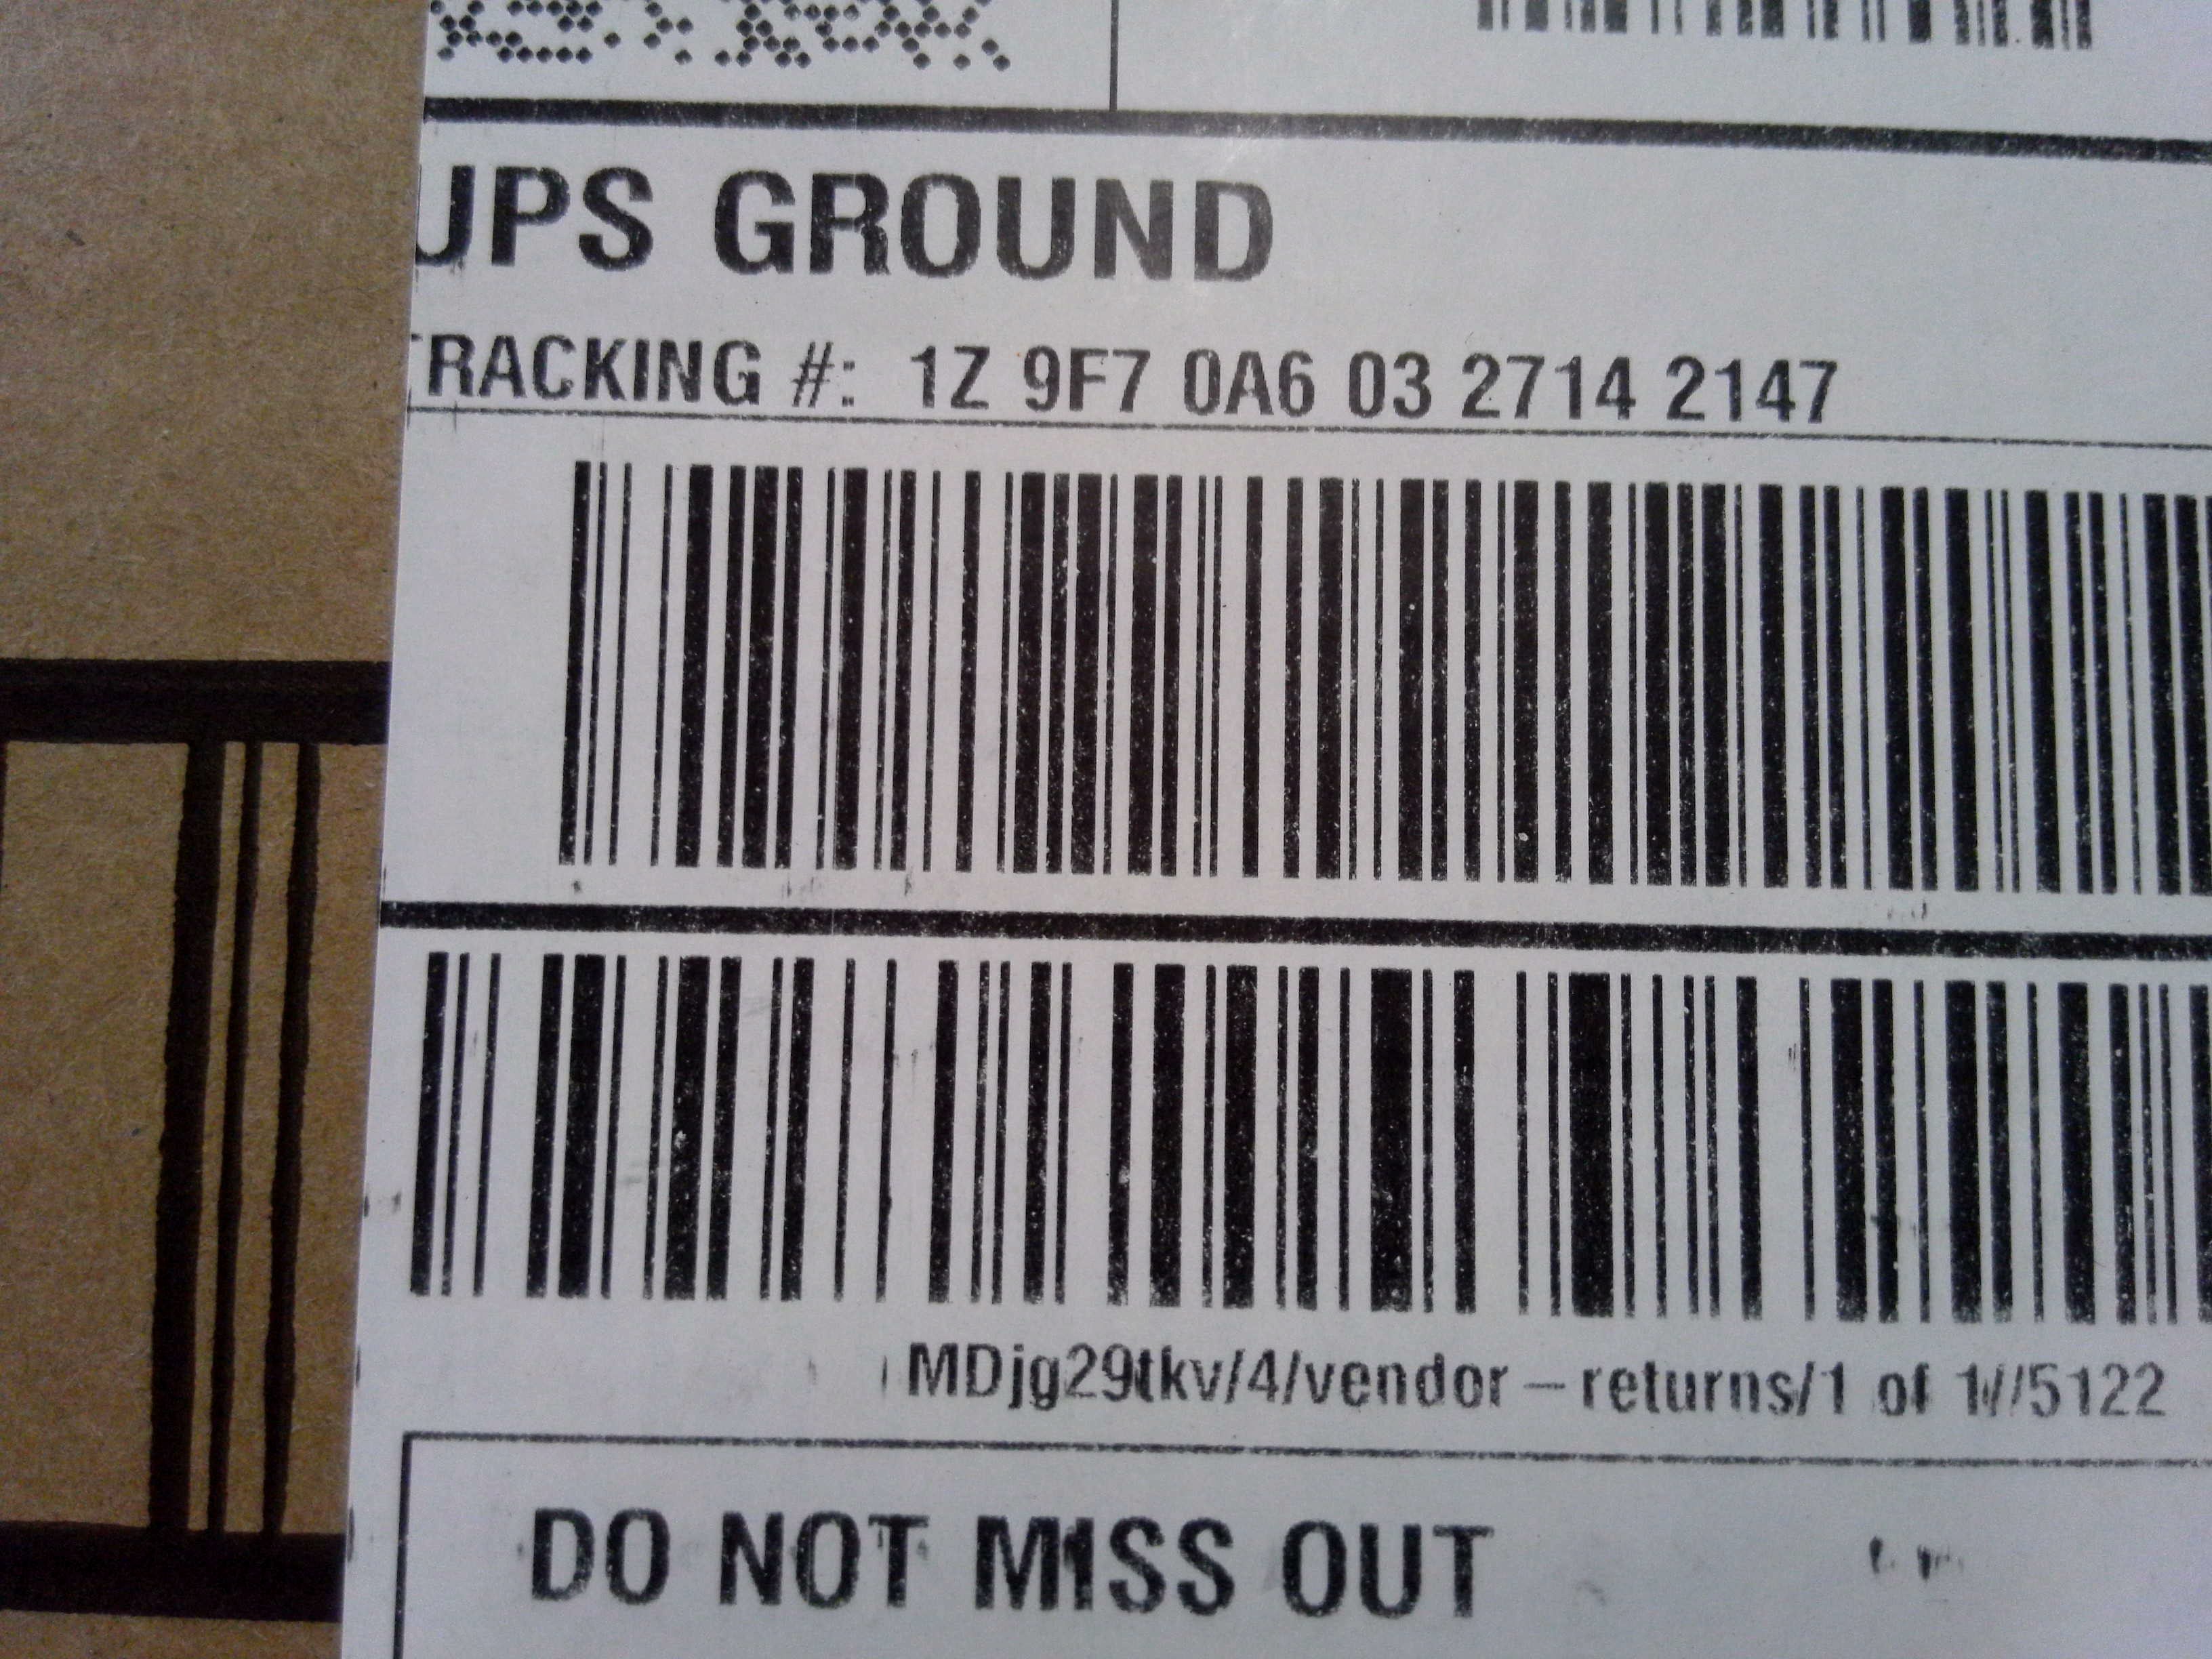 UPS GROUND
TRACKING #: 1Z 9F7 0A6 03 2714 2147
MDjg29tkv/4/vendor-returns/1 of 1//5122
DO NOT MISS OUT